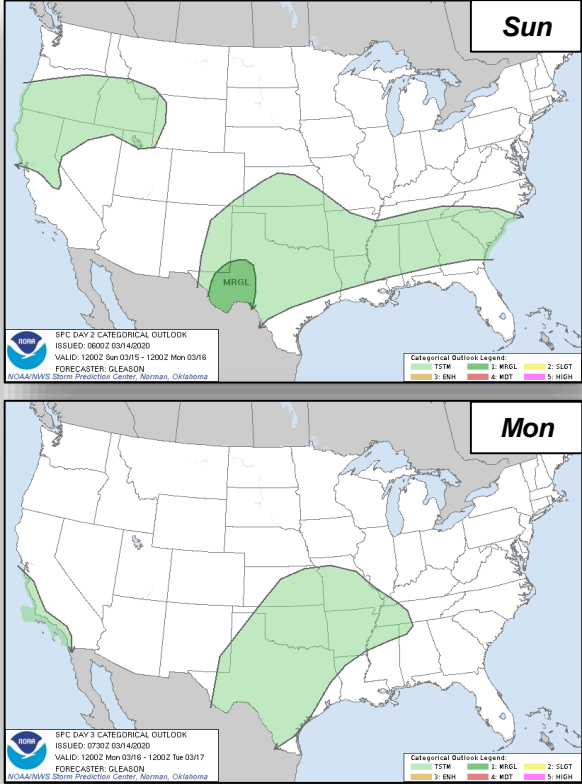 Sun
MRGL
NOAA
SPC DAY 2 CATEGORICAL OUTLOOK
ISSUED: 0600Z 03/14/2020
VALID: 1200Z Sun 03/15 - 1200Z Mon 03/16
FORECASTER: GLEASON
NOAA/NWS Storm Prediction Center, Norman, Oklahoma
Categorical Outlook Legend:
TSTM 1: MRGL 2: SLGT
3: ENH 4: MDT 5: HIGH
Mon
NOAA
SPC DAY 3 CATEGORICAL OUTLOOK
ISSUED: 0730Z 03/14/2020
VALID: 1200Z Mon 03/16 - 1200Z Tue 03/17
FORECASTER: GLEASON
NOAA/NWS Storm Prediction Center, Norman, Oklahoma
Categorical Outlook Legend:
TSTM 1: MRGL 2: SLGT
3: ENH 4: MDT 5: HIGH